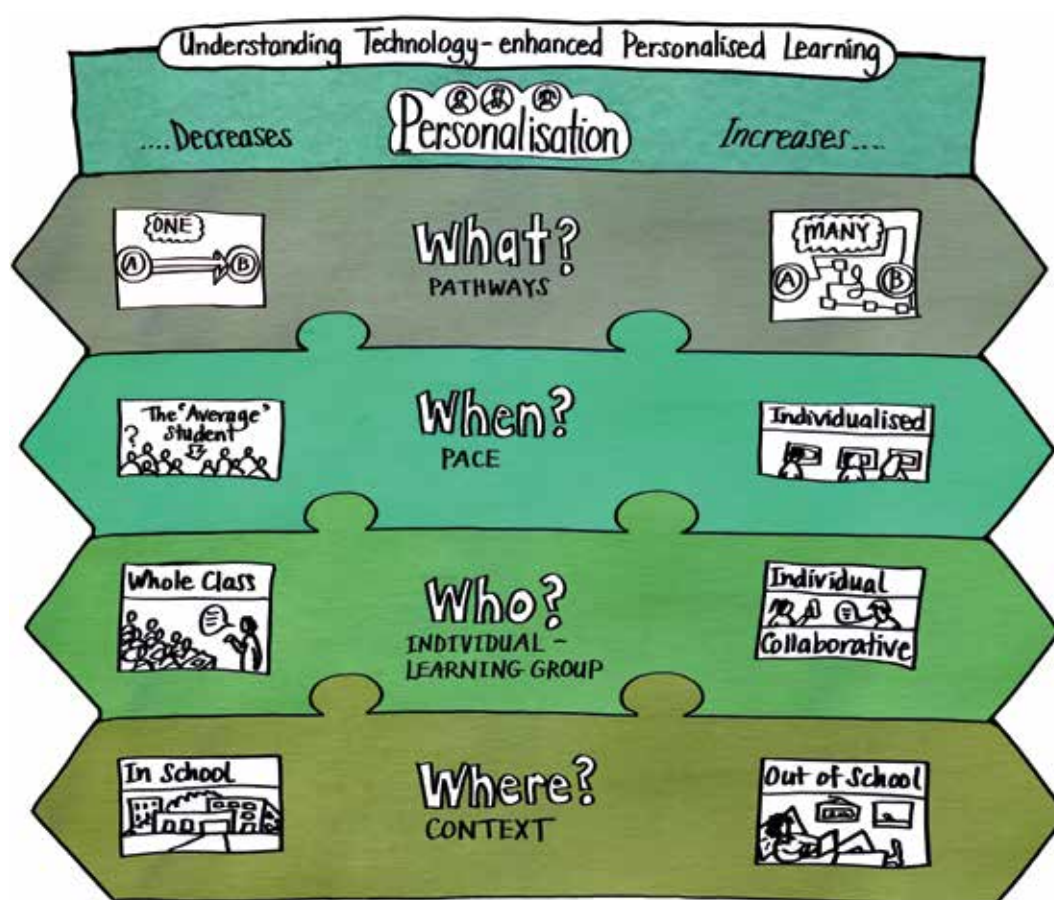 Understanding Technology-enhanced Personalised Learning
....Decreases
Personalisation
Increases....
ONE
A
B
What?
PATHWAYS
MANY
A
B
The "Average"
Student
?
When?
PACE
Individualised
Whole Class
Who?
INDIVIDUAL -
LEARNING GROUP
Individual
Collaborative
In School
Where?
CONTEXT
Out of School